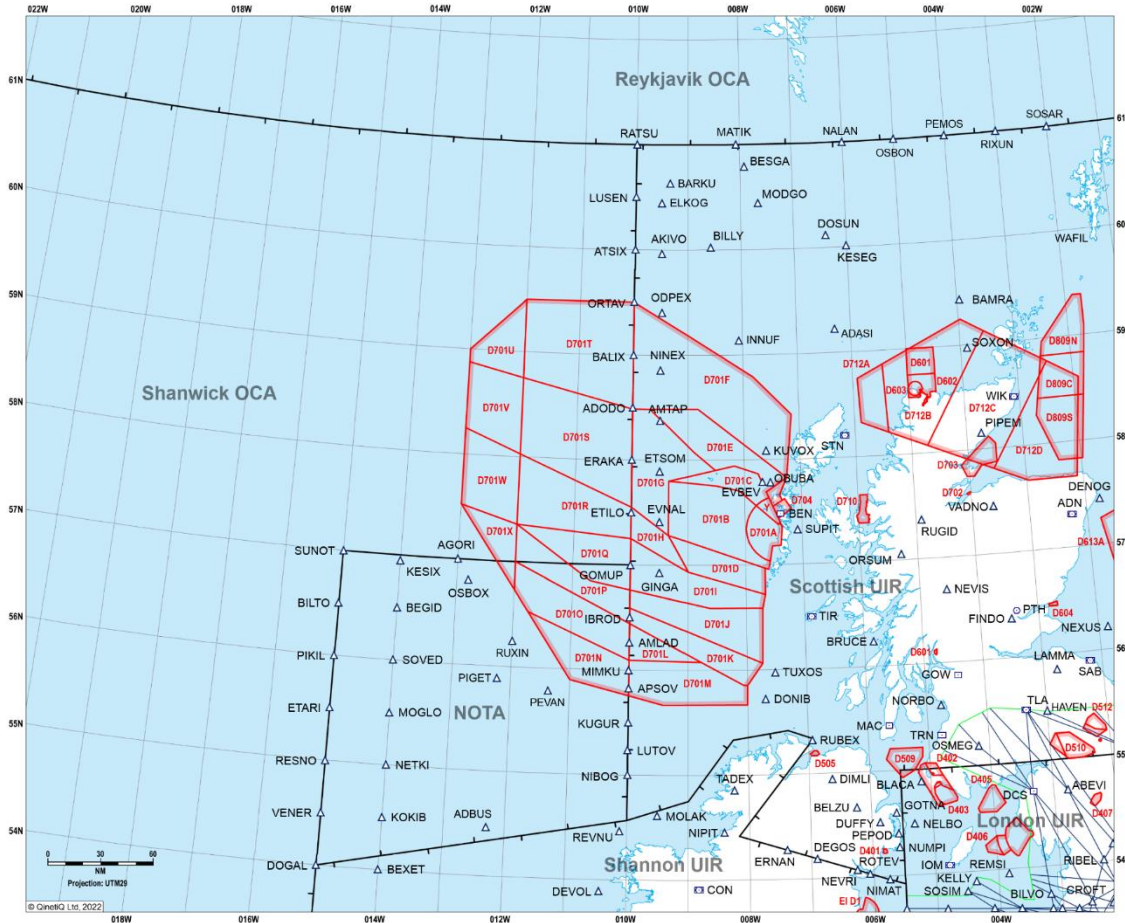 022W 020W 018W 016W 014W 012W 010W 008W 006W 004W 002W
61N
61
Reykjavik OCA
SOSAR
PEMOS
NALAN
RATSU MATIK
OSBON RIXUN
BESGA
60N
BARKU
LUSEN ELKOG MODGO
60
DOSUN
WAFIL
AKIVO BILLY
ATSIX KESEG
59N
ORTAV ODPEX BAMRA
59
ADASI
INNUF SOXON D809N
D701U D701T
BALIX NINEX D712A D601
D701F
D603 D602 D809C
Shanwick OCA
58N
D712B D712C WIK D809S
D701V ADODO AMTAP
PIPEM
58
D701S D701E STN
KUVOX D712D
ERAKA ETSOM D703
D701W D701G D701C OBUBA
EVBEV DENOG
D702
57N
D701R EVNAL D701B Y D704 D710 VADNO ADN
ETILO BEN
D701X D701A SUPIT RUGID
D701H D613A
57
SUNOT AGORI D701Q
ORSUM
KESIX GOMUP D701D
OSBOX GINGA D701I Scottish UIR
D701P NEVIS
56N
BILTO BEGID PTH D604
D701O IBROD TIR FINDO
D701J NEXUS
56
RUXIN AMLAD BRUCE
PIKIL SOVED D701N D701L D601 LAMMA
D701K SAB
MIMKU TUXOS GOW
PIGET D701M
55N
ETARI PEVAN APSOV DONIB NORBO TLA HAVEN
MOGLO NOTA D512
KUGUR MAC TRN
RUBEX OSMEG D510
55
RESNO NETKI LUTOV D505 D509 D402
NIBOG TADEX DIMLI BLACA D405 ABEVI
DCS
D403 D407
BELZU GOTNA
54N
VENER KOKIB ADBUS MOLAK DUFFY NELBO London UIR
REVNU NIPIT PEPOD D406
DEGOS D401 NUMPI
DOGAL BEXET Shannon UIR ERNAN ROTEV IOM REMSI RIBEL
54
NEVRI KELLY
DEVOL CON NIMAT SOSIM BILVO CROFT
EI D1
30 0 30 60
NM
Projection: UTM29
© QinetiQ Ltd, 2022
018W 016W 014W 012W 010W 008W 006W 004W